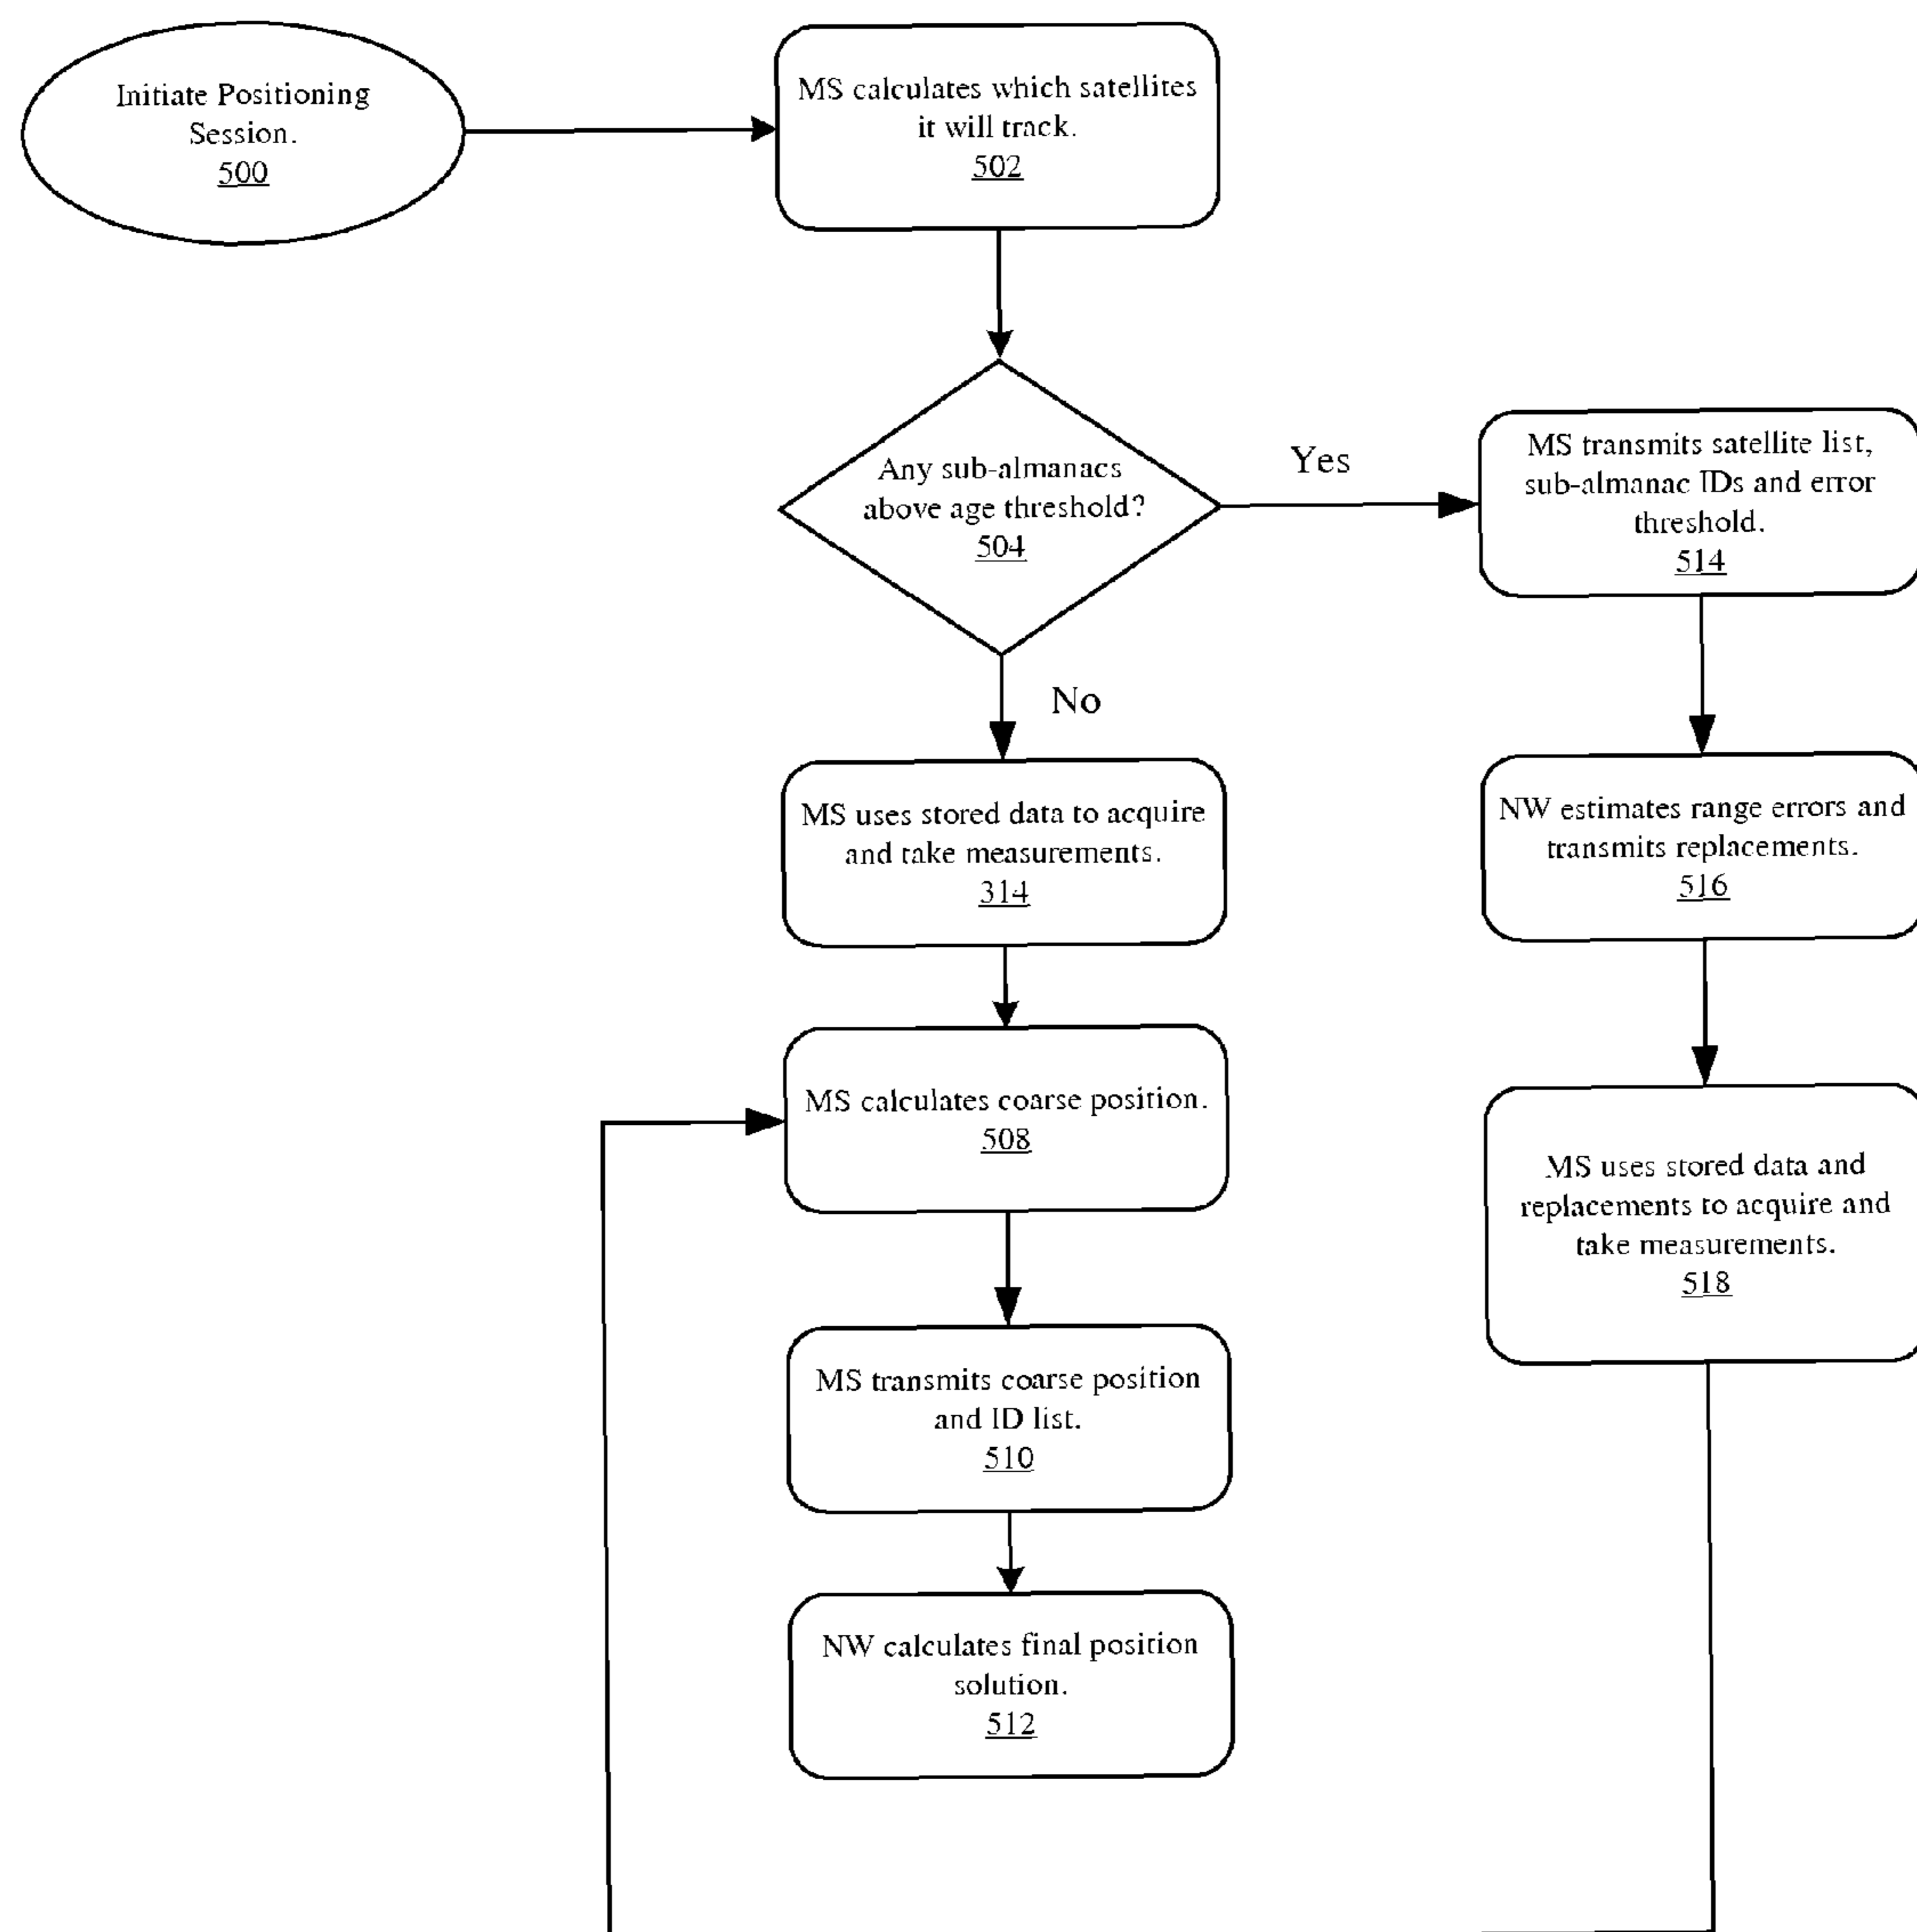 Initiate Positioning
Session.
500
MS calculates which satellites
it will track.
502
Any sub-almanacs
above age threshold?
504
Yes
MS transmits satellite list,
sub-almanac IDs and error
threshold.
514
No
MS uses stored data to acquire
and take measurements.
314
NW estimates range errors and
transmits replacements.
516
MS calculates coarse position.
508
MS uses stored data and
replacements to acquire and
take measurements.
518
MS transmits coarse position
and ID list.
510
NW calculates final position
solution.
512